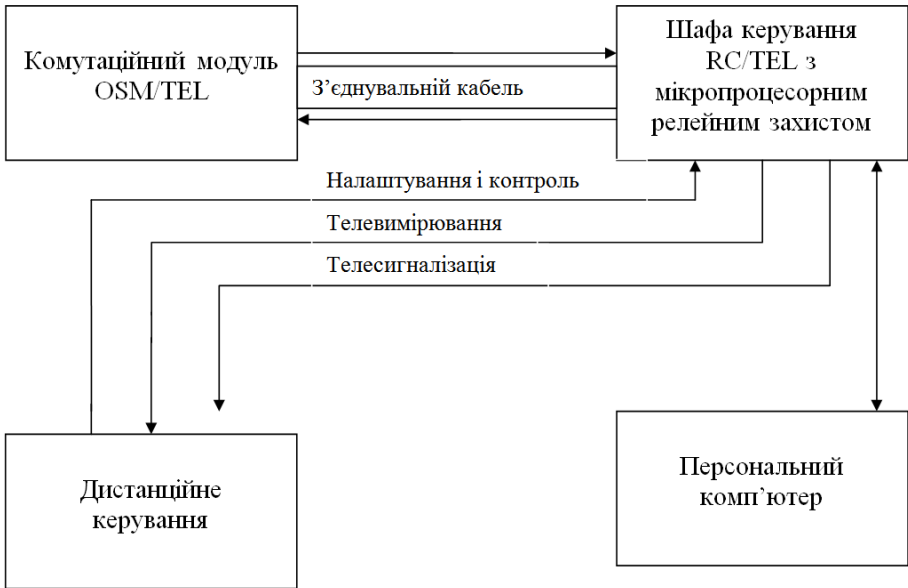 Комутаційний модуль
OSM/TEL
З’єднувальній кабель
Шафа керування
RC/TEL з
мікропроцесорним
релейним захистом
Налаштування і контроль
Телевимірювання
Телесигналізація
Дистанційне
керування
Персональний
комп’ютер